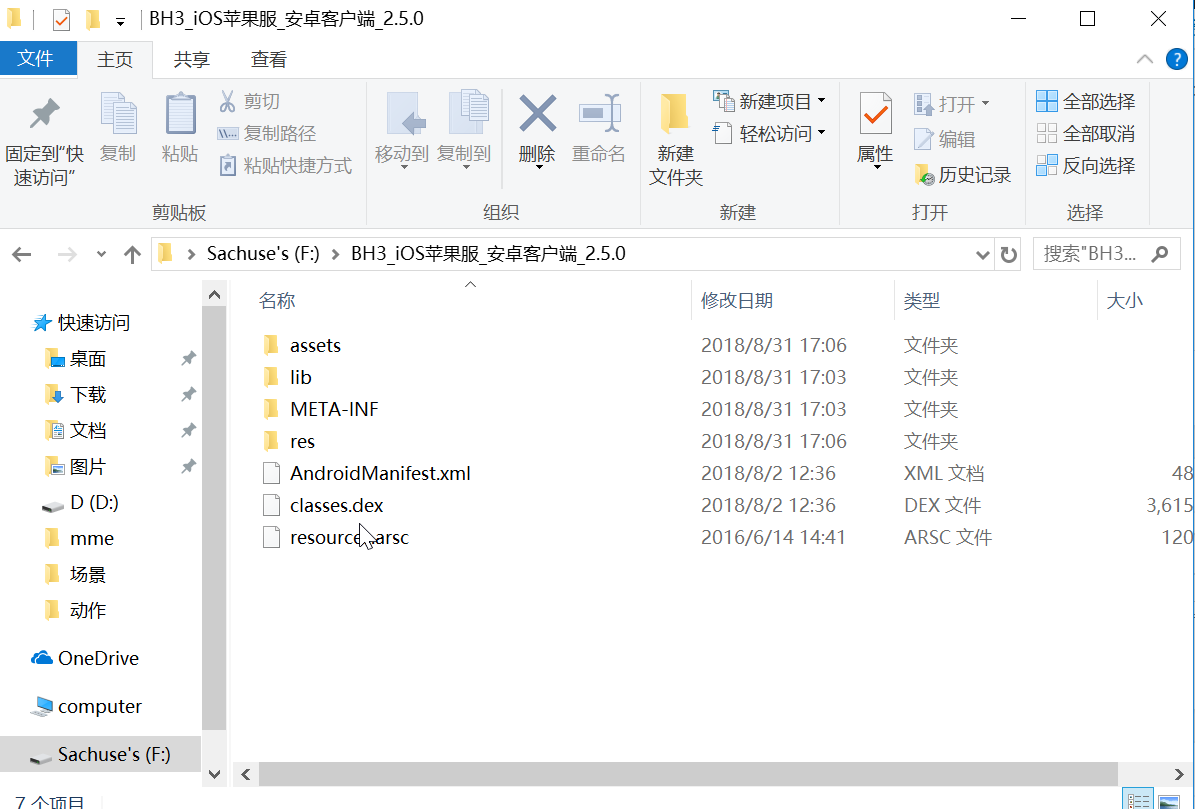 BH3_iOS苹果服_安卓客户端_2.5.0
文件 主页 共享 查看
固定到“快速访问”
复制
粘贴
剪切
复制路径
粘贴快捷方式
剪贴板
移动到
复制到
删除
重命名
组织
新建文件夹
新建项目
轻松访问
新建
属性
打开
编辑
历史记录
打开
全部选择
全部取消
反向选择
选择
Sachuse's (F:) BH3_iOS苹果服_安卓客户端_2.5.0
搜索"BH3...
快速访问
桌面
下载
文档
图片
D (D:)
mme
场景
动作
OneDrive
computer
Sachuse's (F:)
名称 修改日期 类型 大小
assets 2018/8/31 17:06 文件夹
lib 2018/8/31 17:03 文件夹
META-INF 2018/8/31 17:03 文件夹
res 2018/8/31 17:06 文件夹
AndroidManifest.xml 2018/8/2 12:36 XML 文档 48
classes.dex 2018/8/2 12:36 DEX 文件 3,615
resources.arsc 2016/6/14 14:41 ARSC 文件 120
7 个项目